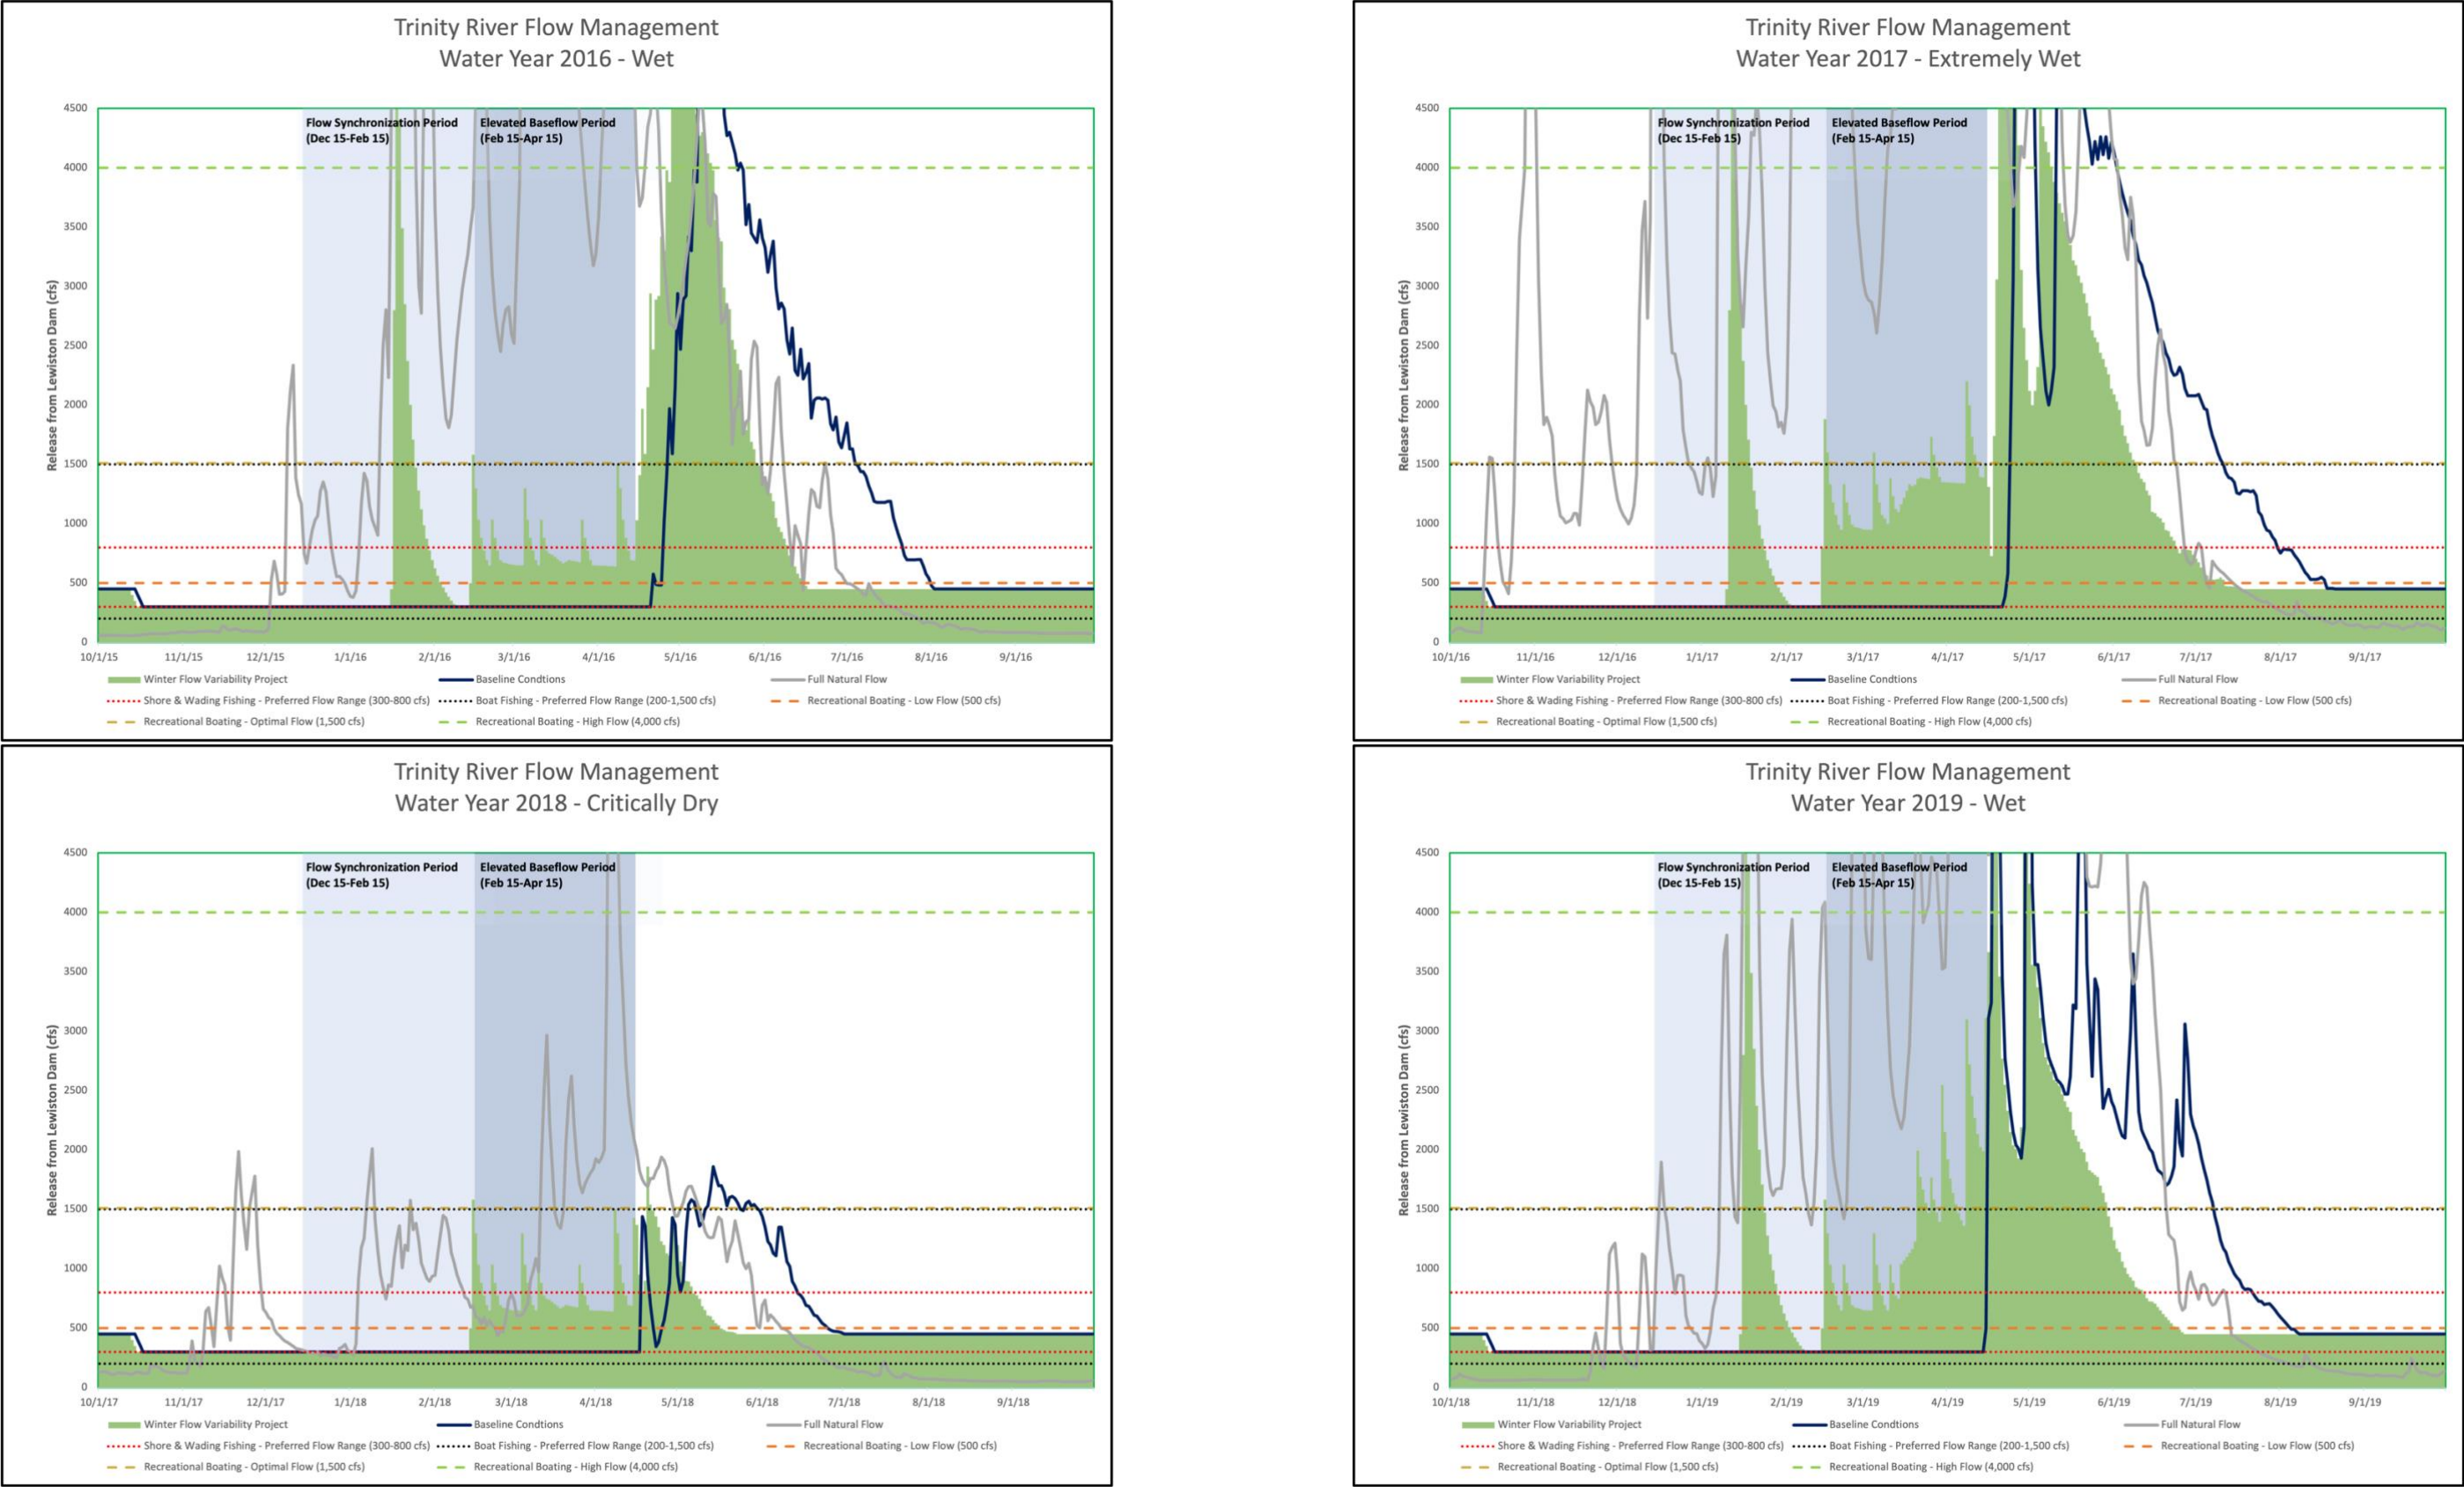 Trinity River Flow Management
Water Year 2016 - Wet
Release from Lewiston Dam (cfs)
4500
4000
3500
3000
2500
2000
1500
1000
500
0
Flow Synchronization Period
(Dec 15-Feb 15)
Elevated Baseflow Period
(Feb 15-Apr 15)
10/1/15 11/1/15 12/1/15 1/1/16 2/1/16 3/1/16 4/1/16 5/1/16 6/1/16 7/1/16 8/1/16 9/1/16
Winter Flow Variability Project Baseline Condtions Full Natural Flow
Shore & Wading Fishing - Preferred Flow Range (300-800 cfs) Boat Fishing - Preferred Flow Range (200-1,500 cfs) Recreational Boating - Low Flow (500 cfs)
Recreational Boating - Optimal Flow (1,500 cfs) Recreational Boating - High Flow (4,000 cfs)
Trinity River Flow Management
Water Year 2017 - Extremely Wet
Release from Lewiston Dam (cfs)
4500
4000
3500
3000
2500
2000
1500
1000
500
0
Flow Synchronization Period
(Dec 15-Feb 15)
Elevated Baseflow Period
(Feb 15-Apr 15)
10/1/16 11/1/16 12/1/16 1/1/17 2/1/17 3/1/17 4/1/17 5/1/17 6/1/17 7/1/17 8/1/17 9/1/17
Winter Flow Variability Project Baseline Condtions Full Natural Flow
Shore & Wading Fishing - Preferred Flow Range (300-800 cfs) Boat Fishing - Preferred Flow Range (200-1,500 cfs) Recreational Boating - Low Flow (500 cfs)
Recreational Boating - Optimal Flow (1,500 cfs) Recreational Boating - High Flow (4,000 cfs)
Trinity River Flow Management
Water Year 2018 - Critically Dry
Release from Lewiston Dam (cfs)
4500
4000
3500
3000
2500
2000
1500
1000
500
0
Flow Synchronization Period
(Dec 15-Feb 15)
Elevated Baseflow Period
(Feb 15-Apr 15)
10/1/17 11/1/17 12/1/17 1/1/18 2/1/18 3/1/18 4/1/18 5/1/18 6/1/18 7/1/18 8/1/18 9/1/18
Winter Flow Variability Project Baseline Condtions Full Natural Flow
Shore & Wading Fishing - Preferred Flow Range (300-800 cfs) Boat Fishing - Preferred Flow Range (200-1,500 cfs) Recreational Boating - Low Flow (500 cfs)
Recreational Boating - Optimal Flow (1,500 cfs) Recreational Boating - High Flow (4,000 cfs)
Trinity River Flow Management
Water Year 2019 - Wet
Release from Lewiston Dam (cfs)
4500
4000
3500
3000
2500
2000
1500
1000
500
0
Flow Synchronization Period
(Dec 15-Feb 15)
Elevated Baseflow Period
(Feb 15-Apr 15)
10/1/18 11/1/18 12/1/18 1/1/19 2/1/19 3/1/19 4/1/19 5/1/19 6/1/19 7/1/19 8/1/19 9/1/19
Winter Flow Variability Project Baseline Condtions Full Natural Flow
Shore & Wading Fishing - Preferred Flow Range (300-800 cfs) Boat Fishing - Preferred Flow Range (200-1,500 cfs) Recreational Boating - Low Flow (500 cfs)
Recreational Boating - Optimal Flow (1,500 cfs) Recreational Boating - High Flow (4,000 cfs)